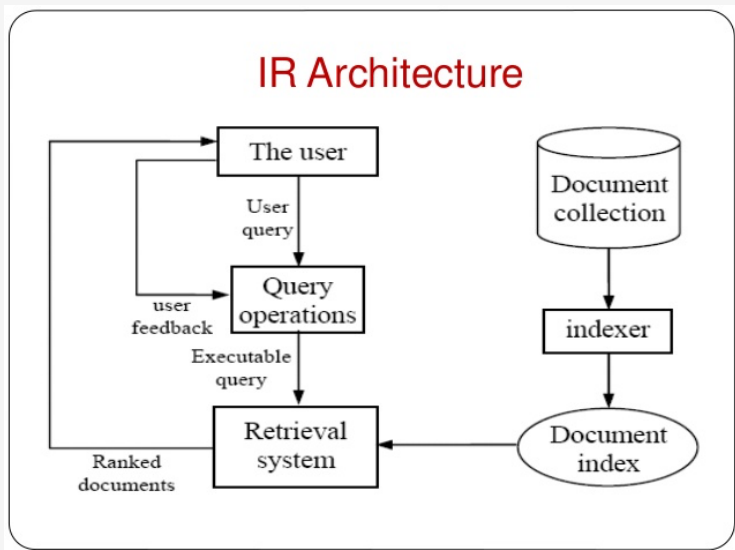 IR Architecture
The user
User
query
Query
operations
user
feedback
Executable
query
Retrieval
system
Ranked
documents
Document
collection
indexer
Document
index